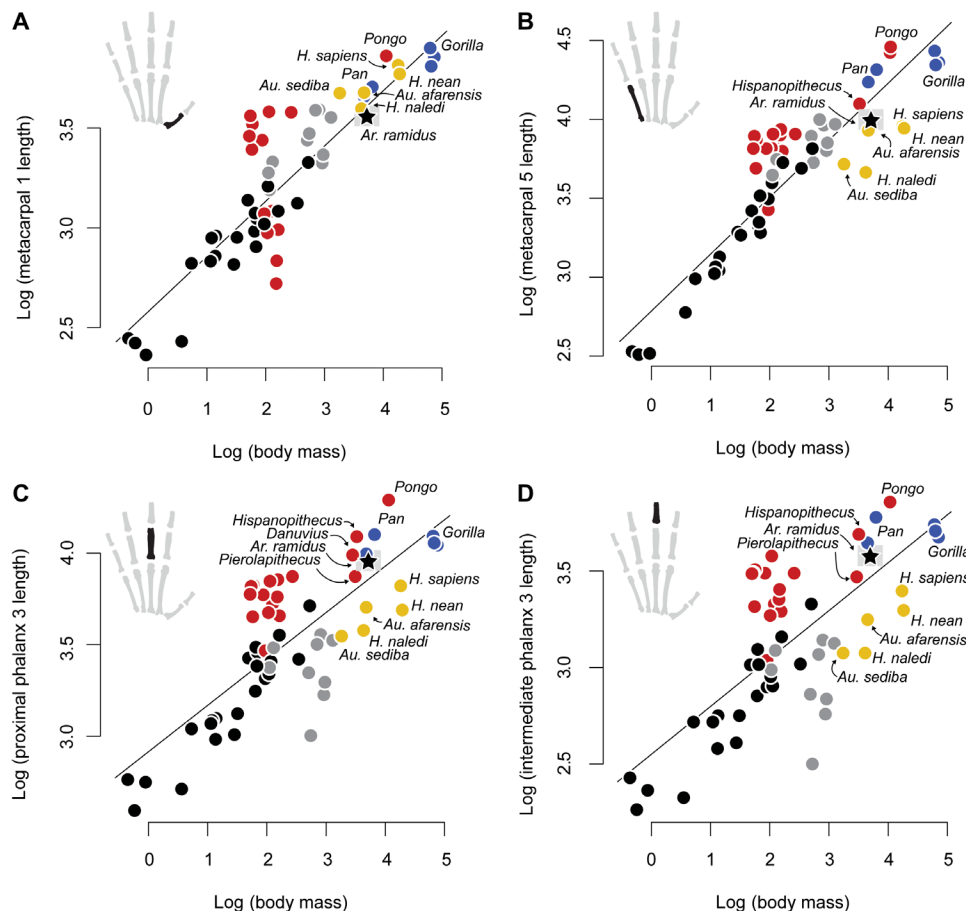 A
Log (metacarpal 1 length)
3.5
3.0
2.5
Pongo
H. sapiens
Gorilla
Pan
H. nean
Au. sediba
Au. afarensis
H. naledi
Ar. ramidus
0 1 2 3 4 5
Log (body mass)
B
Log (metacarpal 5 length)
4.5
4.0
3.5
3.0
2.5
Pongo
Pan
Hispanopithecus
Gorilla
Ar. ramidus
H. sapiens
H. nean
Au. afarensis
H. naledi
Au. sediba
0 1 2 3 4 5
Log (body mass)
C
Log (proximal phalanx 3 length)
4.0
3.5
3.0
Pongo
Hispanopithecus
Pan
Danuvius
Gorilla
Ar. ramidus
Pierolapithecus
H. sapiens
H. nean
Au. afarensis
H. naledi
Au. sediba
0 1 2 3 4 5
Log (body mass)
D
Log (intermediate phalanx 3 length)
3.5
3.0
2.5
Pongo
Hispanopithecus
Pan
Ar. ramidus
Pierolapithecus
Gorilla
H. sapiens
H. nean
Au. afarensis
H. naledi
Au. sediba
0 1 2 3 4 5
Log (body mass)